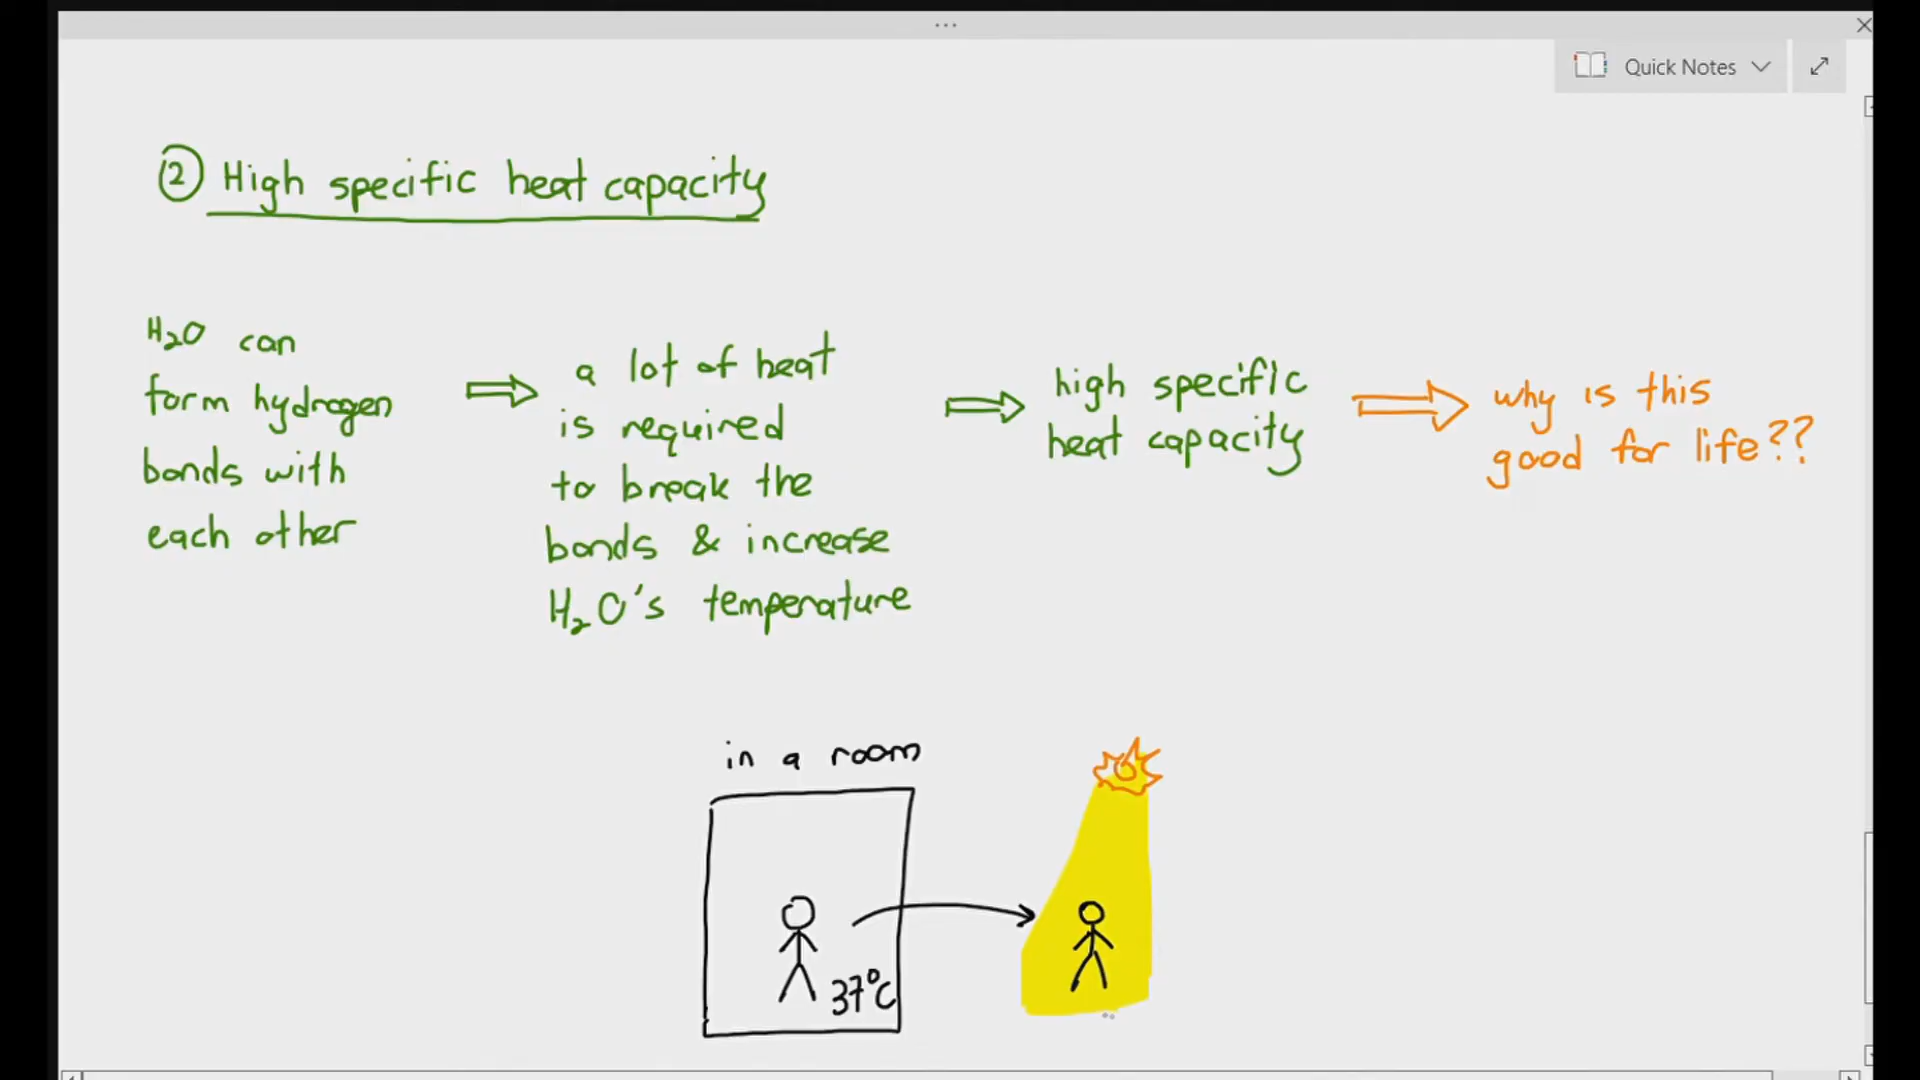 Quick Notes
② High specific heat capacity
H₂O can
form hydrogen
bonds with
each other
a lot of heat
is required
to break the
bonds & increase
H₂O's temperature
high specific
heat capacity
why is this
good for life??
in a room
37°C